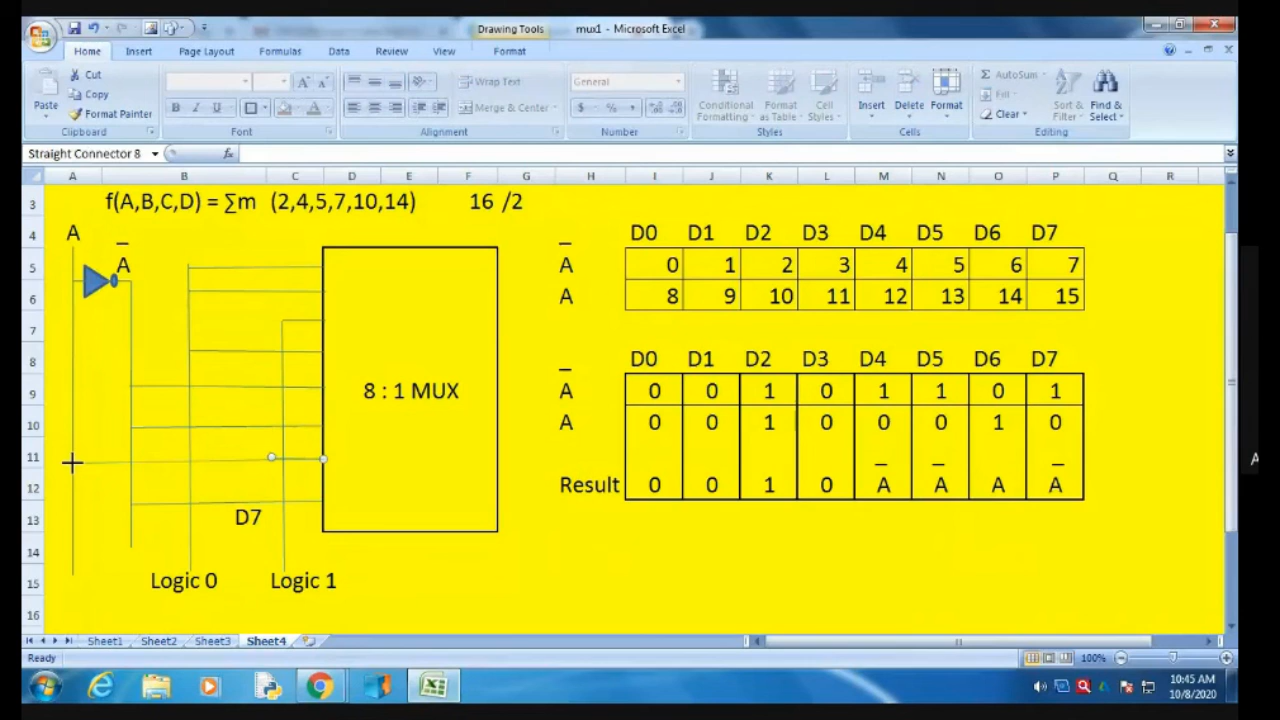 Drawing Tools
mux1 - Microsoft Excel
Home Insert Page Layout Formulas Data Review View Format
Paste
Cut
Copy
Format Painter
Clipboard
B I U
A A
A
Font
Wrap Text
Merge & Center
Alignment
General
$ % ,
Number
Conditional Formatting
Format as Table
Cell Styles
Styles
Insert Delete Format
Cells
Σ AutoSum
Fill
Clear
Sort & Filter
Find & Select
Editing
Straight Connector 8
fx
A B C D E F G H I J K L M N O P Q R
3
4
5
6
7
8
9
10
11
12
13
14
15
16
f(A,B,C,D) = ∑m (2,4,5,7,10,14) 16 /2
A
A̅
8 : 1 MUX
D7
Logic 0 Logic 1
D0 D1 D2 D3 D4 D5 D6 D7
A̅ 0 1 2 3 4 5 6 7
A 8 9 10 11 12 13 14 15
D0 D1 D2 D3 D4 D5 D6 D7
A̅ 0 0 1 0 1 1 0 1
A 0 0 1 0 0 0 1 0
Result 0 0 1 0 A̅ A̅ A A̅
A
Sheet1 Sheet2 Sheet3 Sheet4
Ready
100%
10:45 AM
10/8/2020